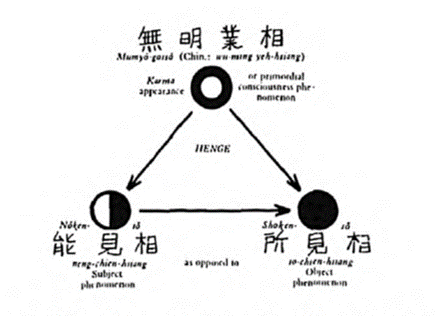 無明業相
Mumyō-gossō (Chin.: wu-ming yeh-hsiang)
Karma
appearance
or primordial
consciousness phe-
nomenon
HENGE
Nōken-
sō
能見相
neng-chien-hsiang
Subject
phenomenon
as opposed to
Shoken-
sō
所見相
so-chien-hsiang
Object
phenomenon